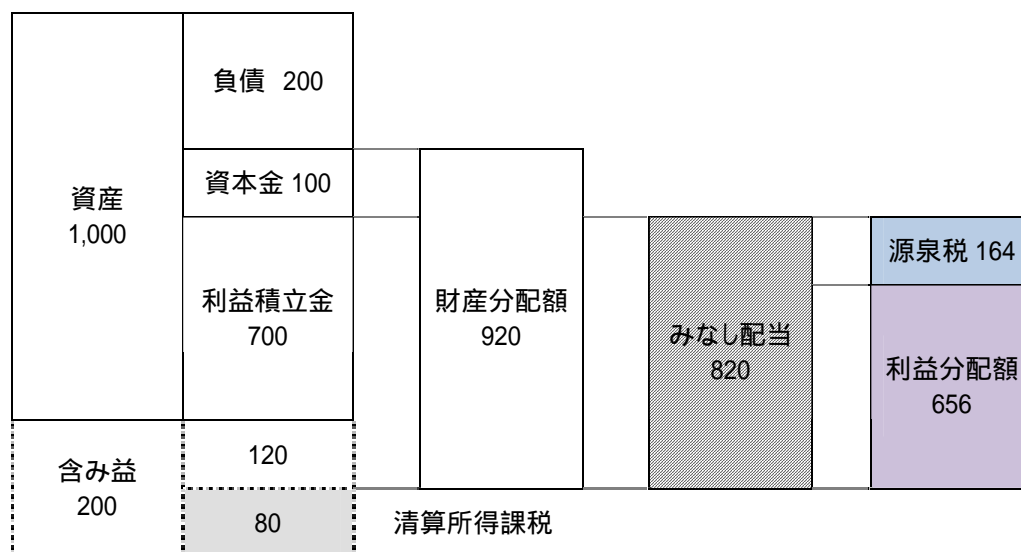 資産
1,000
負債 200
資本金 100
利益積立金
700
財産分配額
920
みなし配当
820
源泉税 164
利益分配額
656
含み益
200
120
80
清算所得課税